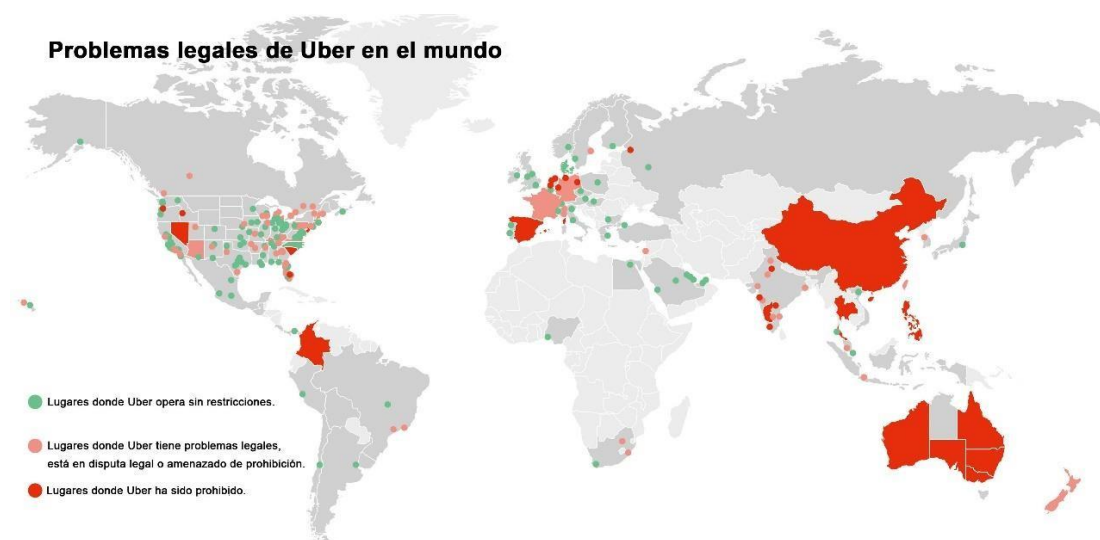 Problemas legales de Uber en el mundo
Lugares donde Uber opera sin restricciones.
Lugares donde Uber tiene problemas legales,
está en disputa legal o amenazado de prohibición.
Lugares donde Uber ha sido prohibido.